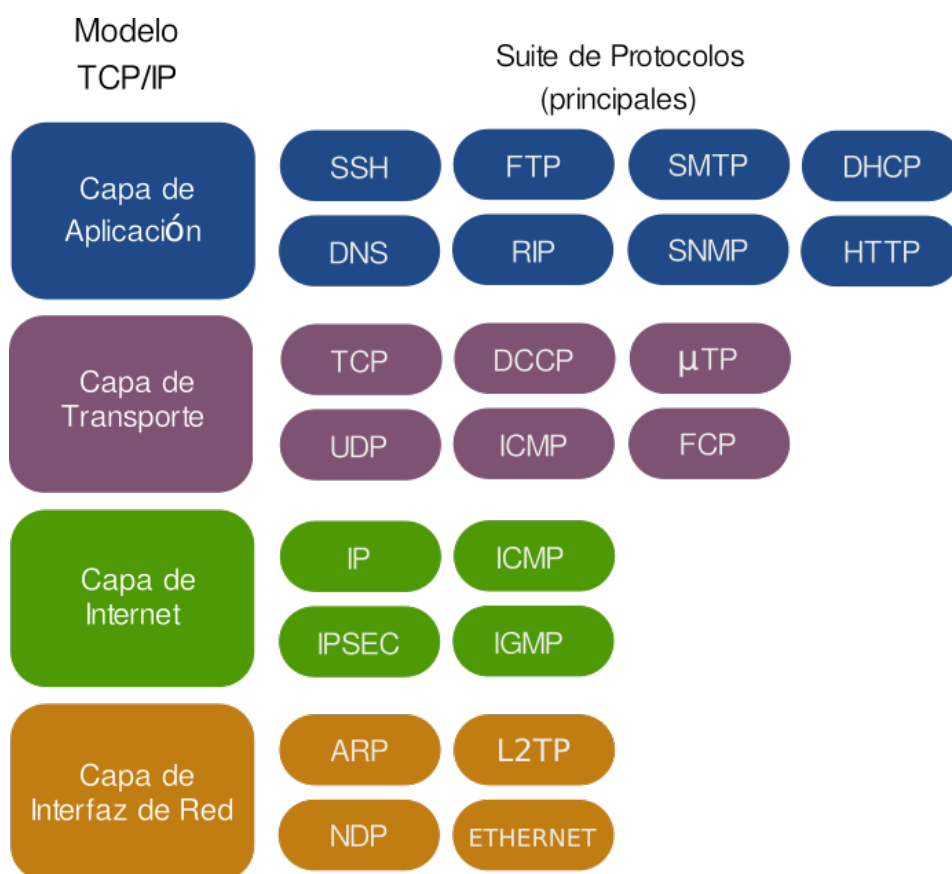 Modelo
TCP/IP
Suite de Protocolos
(principales)
Capa de
Aplicación
SSH
FTP
SMTP
DHCP
DNS
RIP
SNMP
HTTP
Capa de
Transporte
TCP
DCCP
µTP
UDP
ICMP
FCP
Capa de
Internet
IP
ICMP
IPSEC
IGMP
Capa de
Interfaz de Red
ARP
L2TP
NDP
ETHERNET